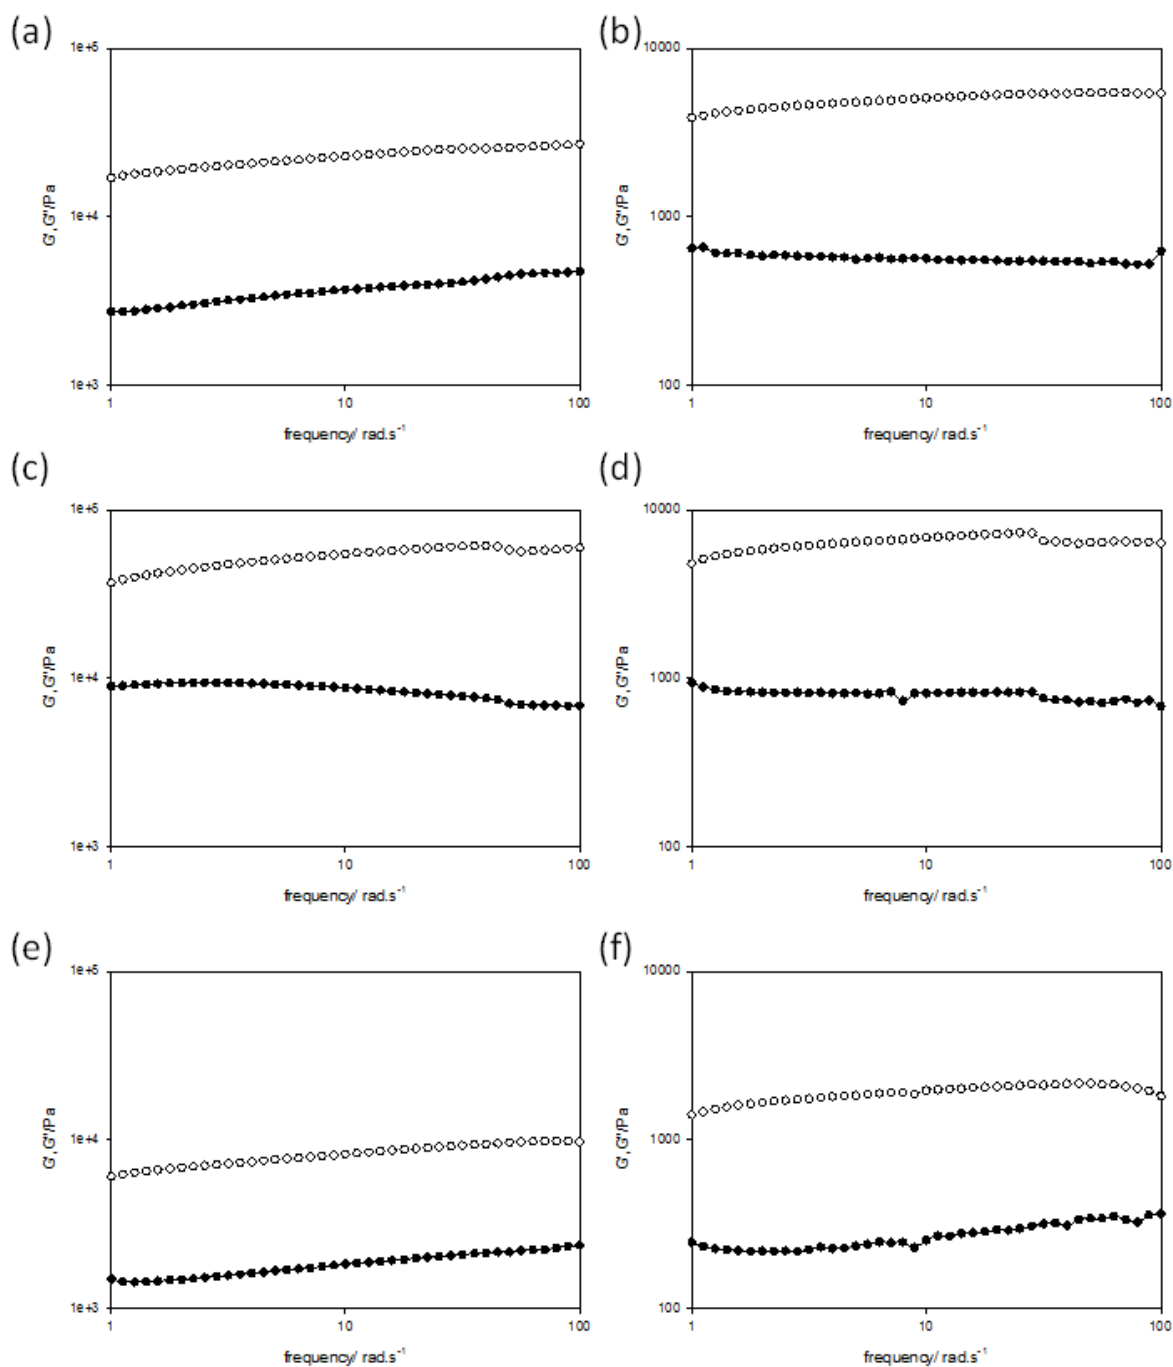 (a)
1e+5
1e+4
1e+3
G',G''/Pa
1
10
100
frequency/ rad.s⁻¹
(b)
10000
1000
100
G',G''/Pa
1
10
100
frequency/ rad.s⁻¹
(c)
1e+5
1e+4
1e+3
G',G''/Pa
1
10
100
frequency/ rad.s⁻¹
(d)
10000
1000
100
G',G''/Pa
1
10
100
frequency/ rad.s⁻¹
(e)
1e+5
1e+4
1e+3
G',G''/Pa
1
10
100
frequency/ rad.s⁻¹
(f)
10000
1000
100
G',G''/Pa
1
10
100
frequency/ rad.s⁻¹